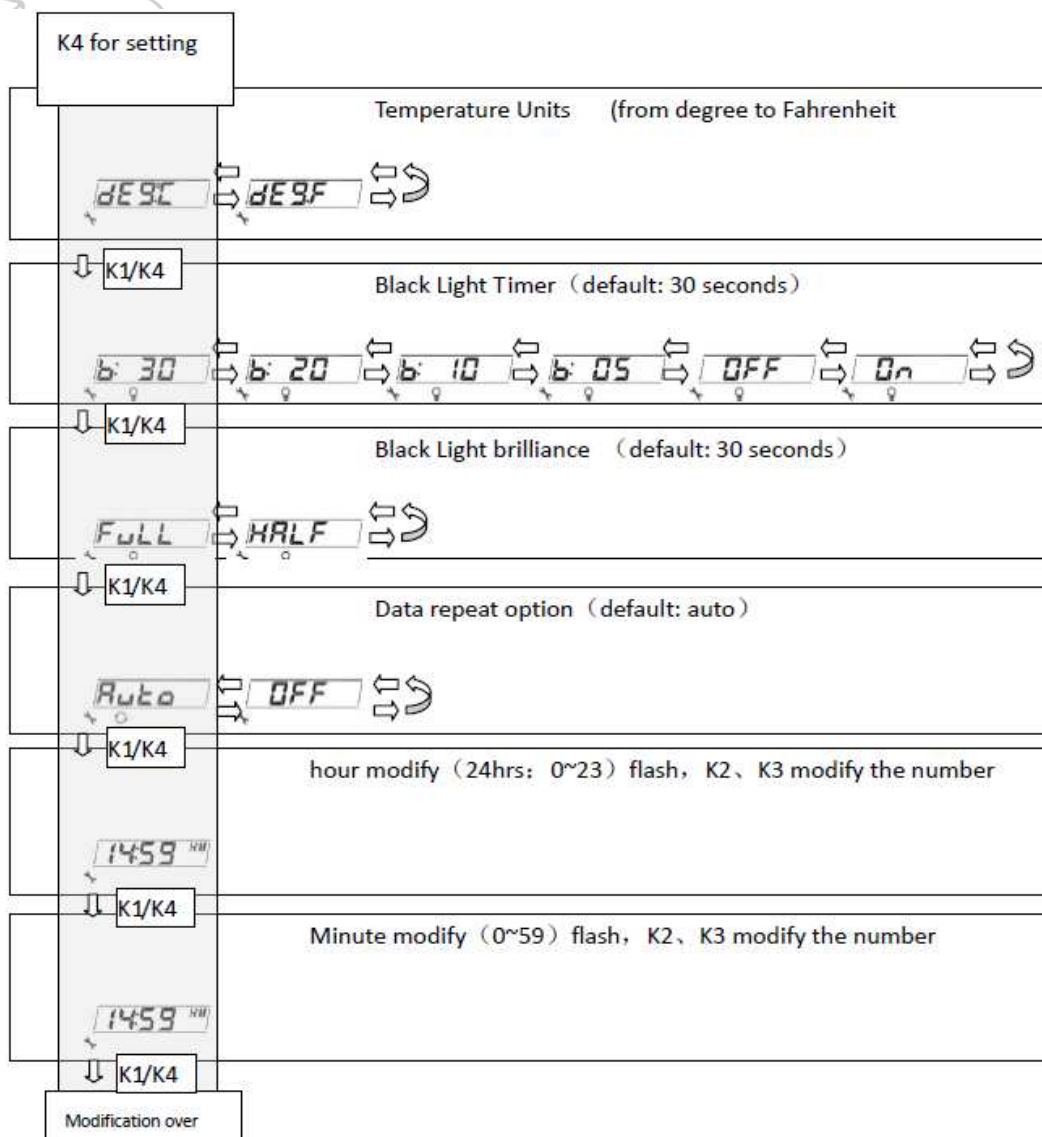 K4 for setting
Temperature Units (from degree to Fahrenheit
dEG.C dEG.F
K1/K4
Black Light Timer（default: 30 seconds）
b: 30 b: 20 b: 10 b: 05 OFF On
K1/K4
Black Light brilliance （default: 30 seconds）
FuLL HALF
K1/K4
Data repeat option（default: auto）
Auto OFF
K1/K4
hour modify（24hrs：0~23）flash，K2、K3 modify the number
14:59
K1/K4
Minute modify（0~59）flash，K2、K3 modify the number
14:59
K1/K4
Modification over